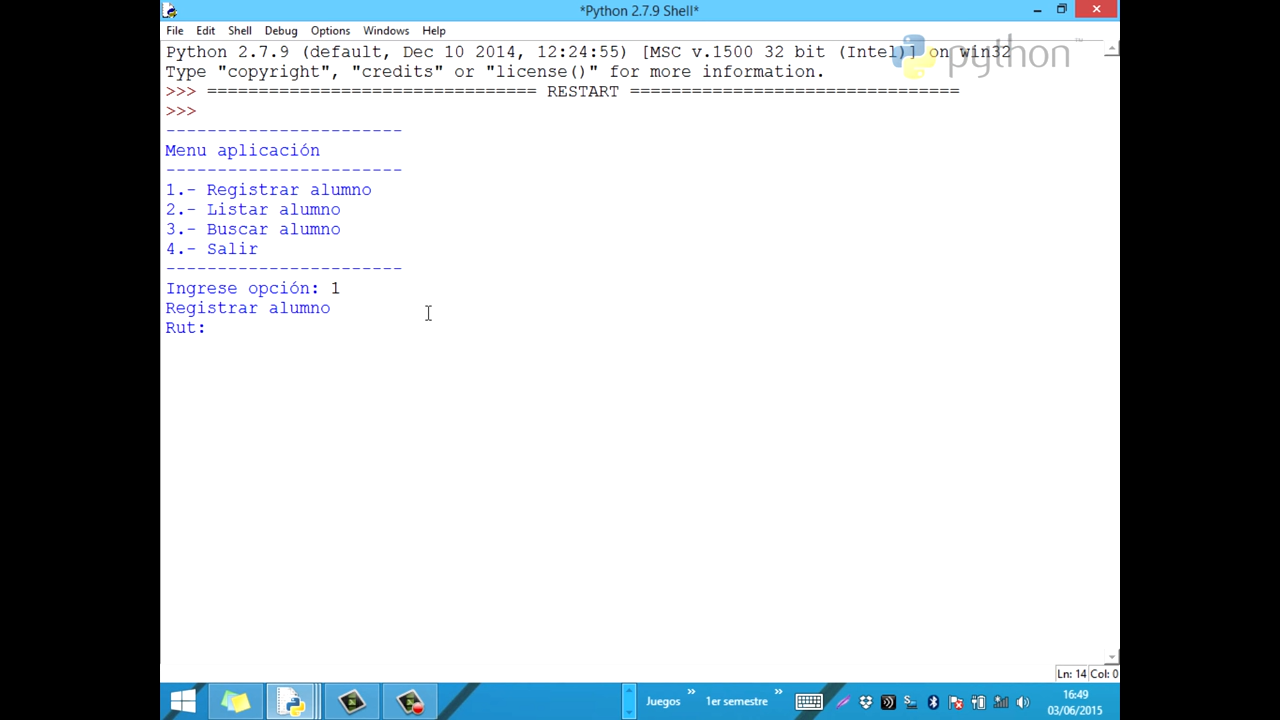 *Python 2.7.9 Shell*
File Edit Shell Debug Options Windows Help
Python 2.7.9 (default, Dec 10 2014, 12:24:55) [MSC v.1500 32 bit (Intel)] on win32
python™
Type "copyright", "credits" or "license()" for more information.
>>> ================================ RESTART ================================
>>>
-----------------------
Menu aplicación
-----------------------
1.- Registrar alumno
2.- Listar alumno
3.- Buscar alumno
4.- Salir
-----------------------
Ingrese opción: 1
Registrar alumno
Rut:
Ln: 14 Col: 0
Juegos » 1er semestre » 16:49
03/06/2015